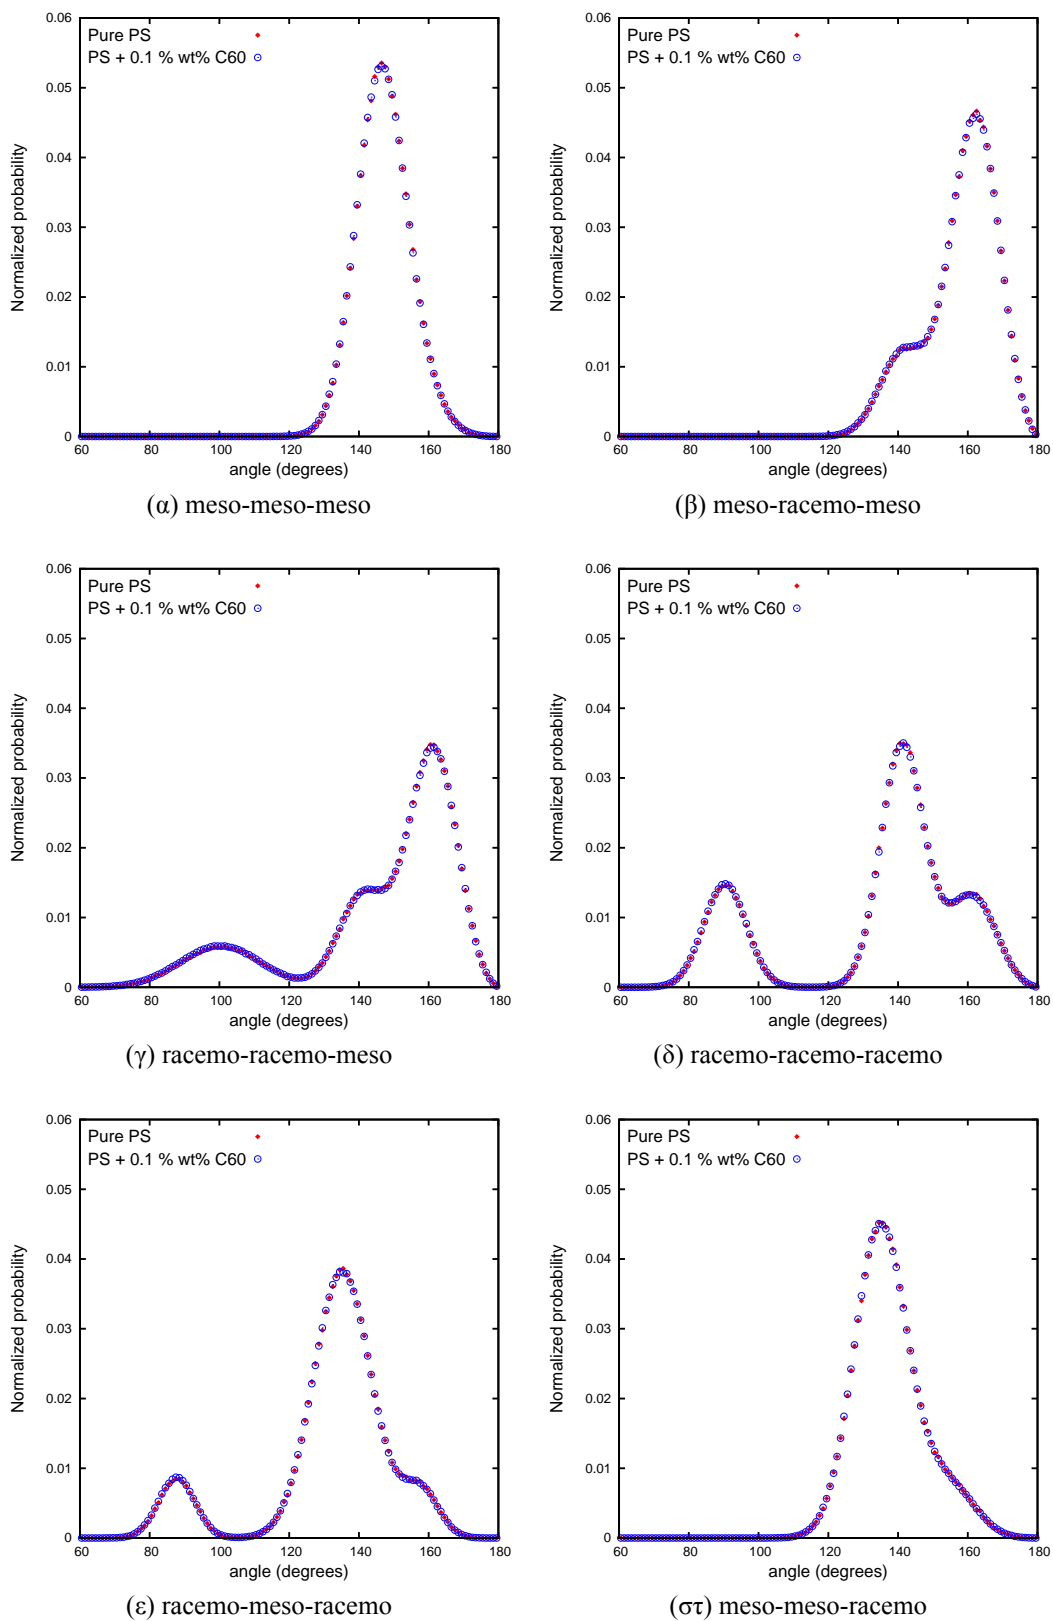 0.06
Pure PS
PS + 0.1 % wt% C60
0.05
0.04
0.03
0.02
0.01
0
Normalized probability
60 80 100 120 140 160 180
angle (degrees)
(α) meso-meso-meso
0.06
Pure PS
PS + 0.1 % wt% C60
0.05
0.04
0.03
0.02
0.01
0
Normalized probability
60 80 100 120 140 160 180
angle (degrees)
(β) meso-racemo-meso
0.06
Pure PS
PS + 0.1 % wt% C60
0.05
0.04
0.03
0.02
0.01
0
Normalized probability
60 80 100 120 140 160 180
angle (degrees)
(γ) racemo-racemo-meso
0.06
Pure PS
PS + 0.1 % wt% C60
0.05
0.04
0.03
0.02
0.01
0
Normalized probability
60 80 100 120 140 160 180
angle (degrees)
(δ) racemo-racemo-racemo
0.06
Pure PS
PS + 0.1 % wt% C60
0.05
0.04
0.03
0.02
0.01
0
Normalized probability
60 80 100 120 140 160 180
angle (degrees)
(ε) racemo-meso-racemo
0.06
Pure PS
PS + 0.1 % wt% C60
0.05
0.04
0.03
0.02
0.01
0
Normalized probability
60 80 100 120 140 160 180
angle (degrees)
(στ) meso-meso-racemo